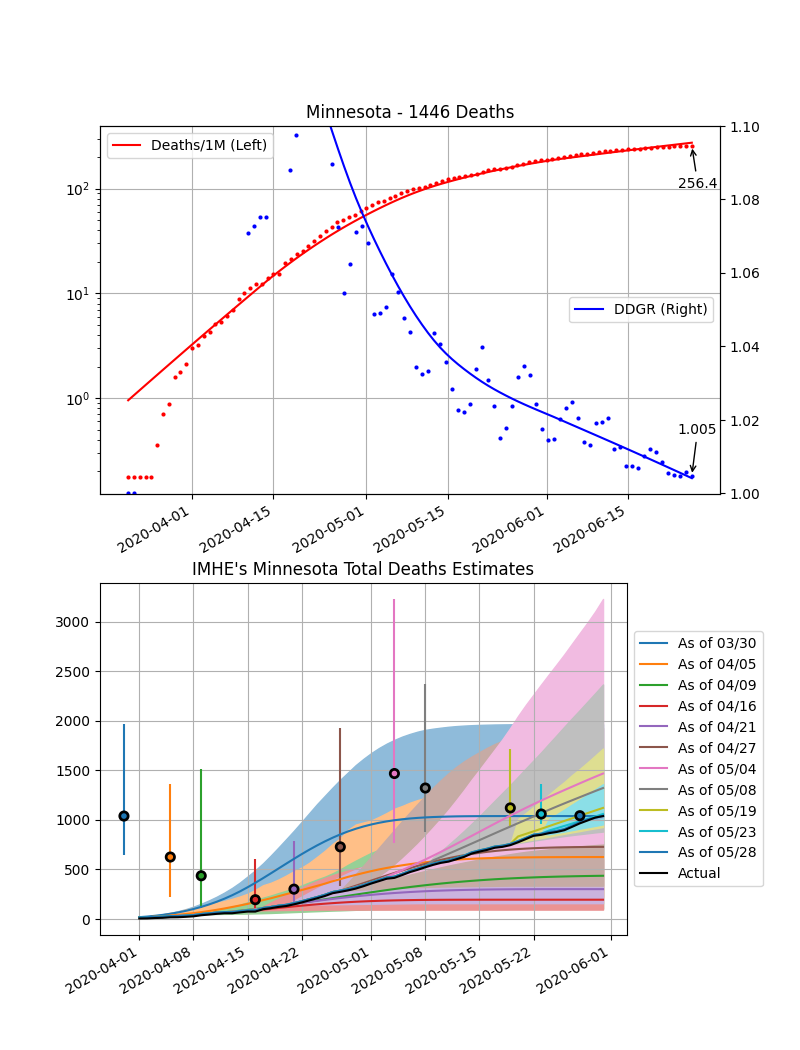 Minnesota - 1446 Deaths
Deaths/1M (Left)
DDGR (Right)
256.4
1.005
10²
10¹
10⁰
1.10
1.08
1.06
1.04
1.02
1.00
2020-04-01
2020-04-15
2020-05-01
2020-05-15
2020-06-01
2020-06-15
IMHE's Minnesota Total Deaths Estimates
3000
2500
2000
1500
1000
500
0
2020-04-01
2020-04-08
2020-04-15
2020-04-22
2020-05-01
2020-05-08
2020-05-15
2020-05-22
2020-06-01
As of 03/30
As of 04/05
As of 04/09
As of 04/16
As of 04/21
As of 04/27
As of 05/04
As of 05/08
As of 05/19
As of 05/23
As of 05/28
Actual